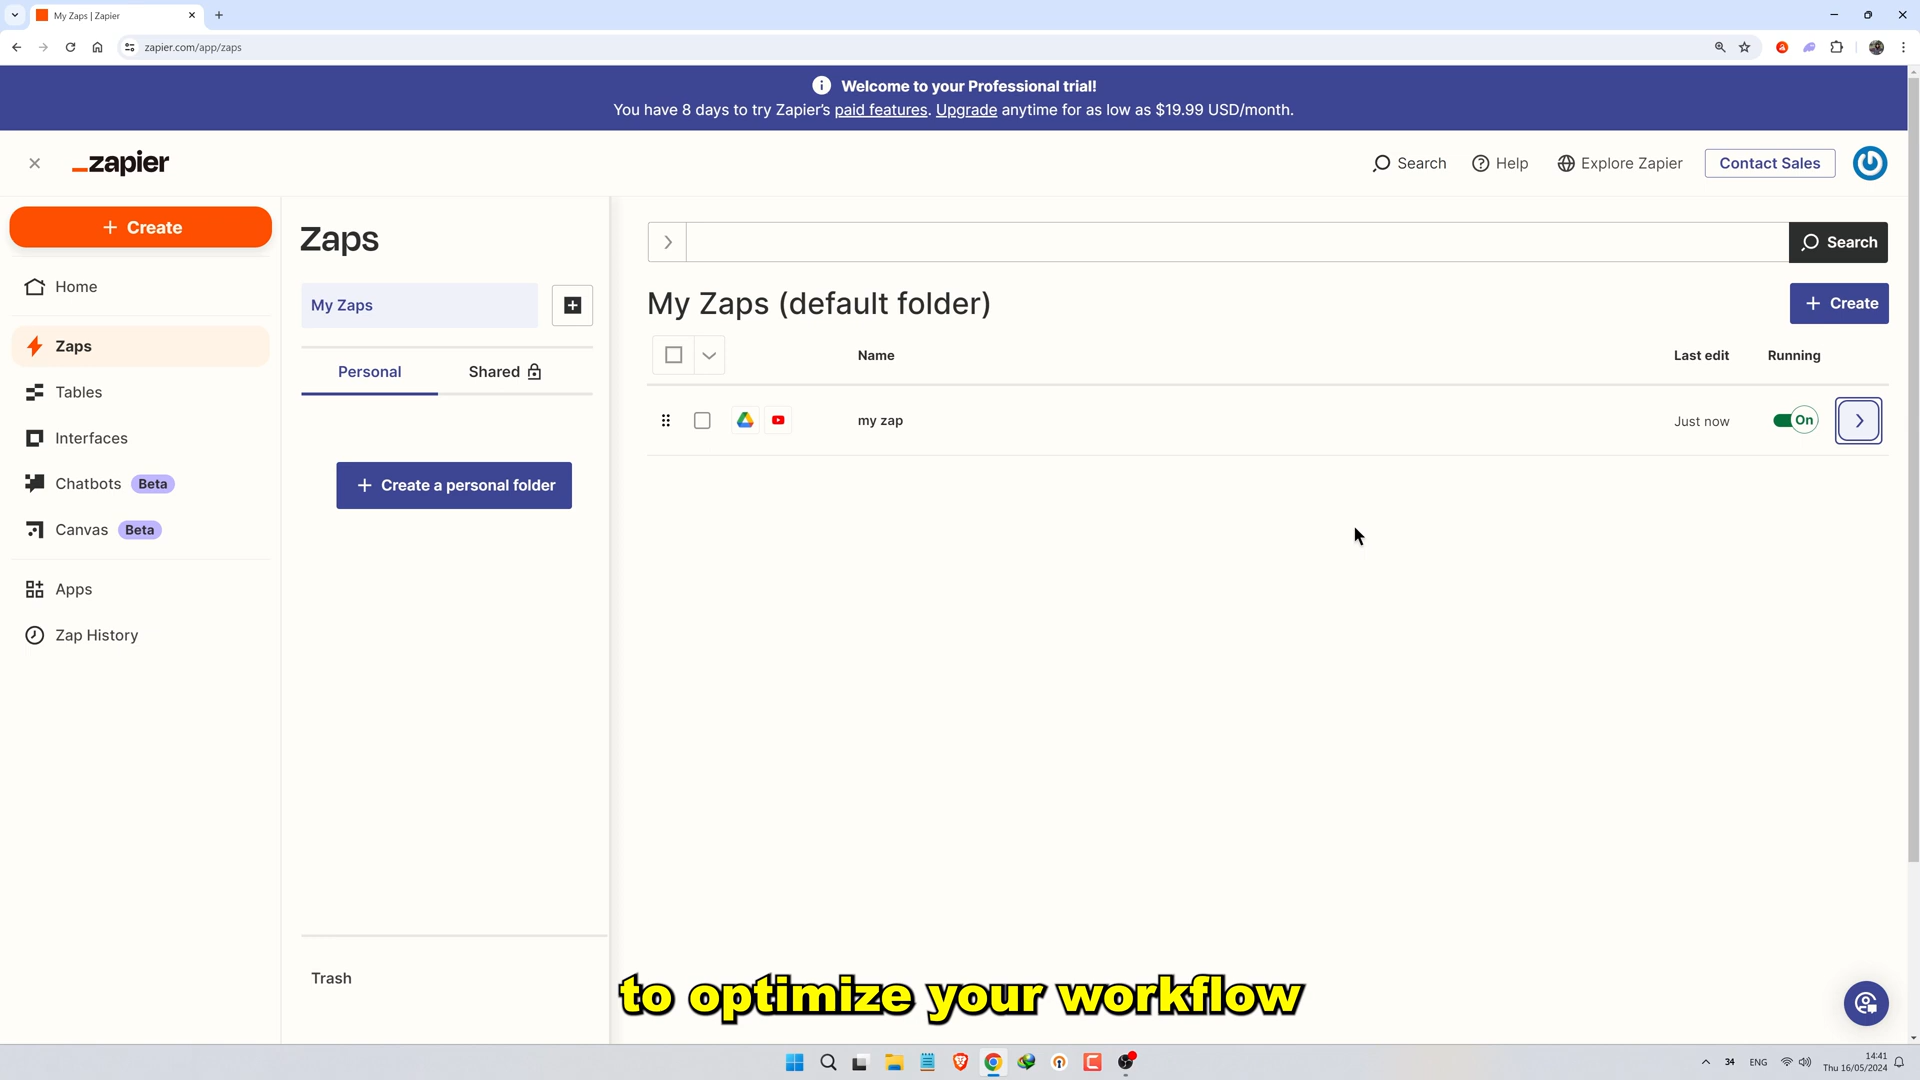 My Zaps | Zapier
zapier.com/app/zaps
Welcome to your Professional trial!
You have 8 days to try Zapier's paid features. Upgrade anytime for as low as $19.99 USD/month.
_zapier
Search
Help
Explore Zapier
Contact Sales
+ Create
Home
Zaps
Tables
Interfaces
Chatbots Beta
Canvas Beta
Apps
Zap History
Zaps
My Zaps
Personal
Shared
+ Create a personal folder
Trash
Search
My Zaps (default folder)
+ Create
Name
Last edit
Running
my zap
Just now
On
to optimize your workflow
34
ENG
14:41
Thu 16/05/2024